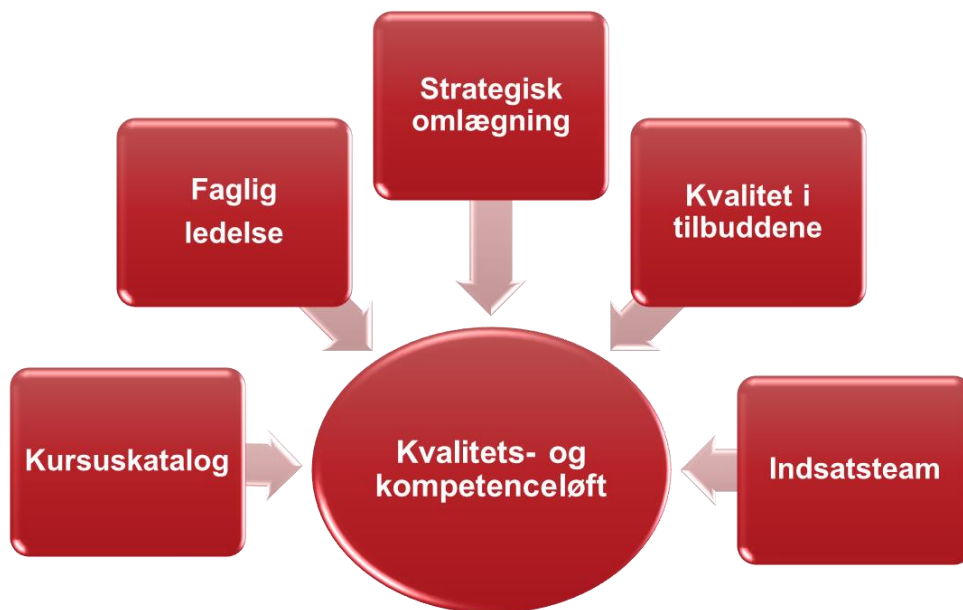 Strategisk
omlægning
Faglig
ledelse
Kvalitet i
tilbuddene
Kursuskatalog
Kvalitets- og
kompetenceløft
Indsatsteam